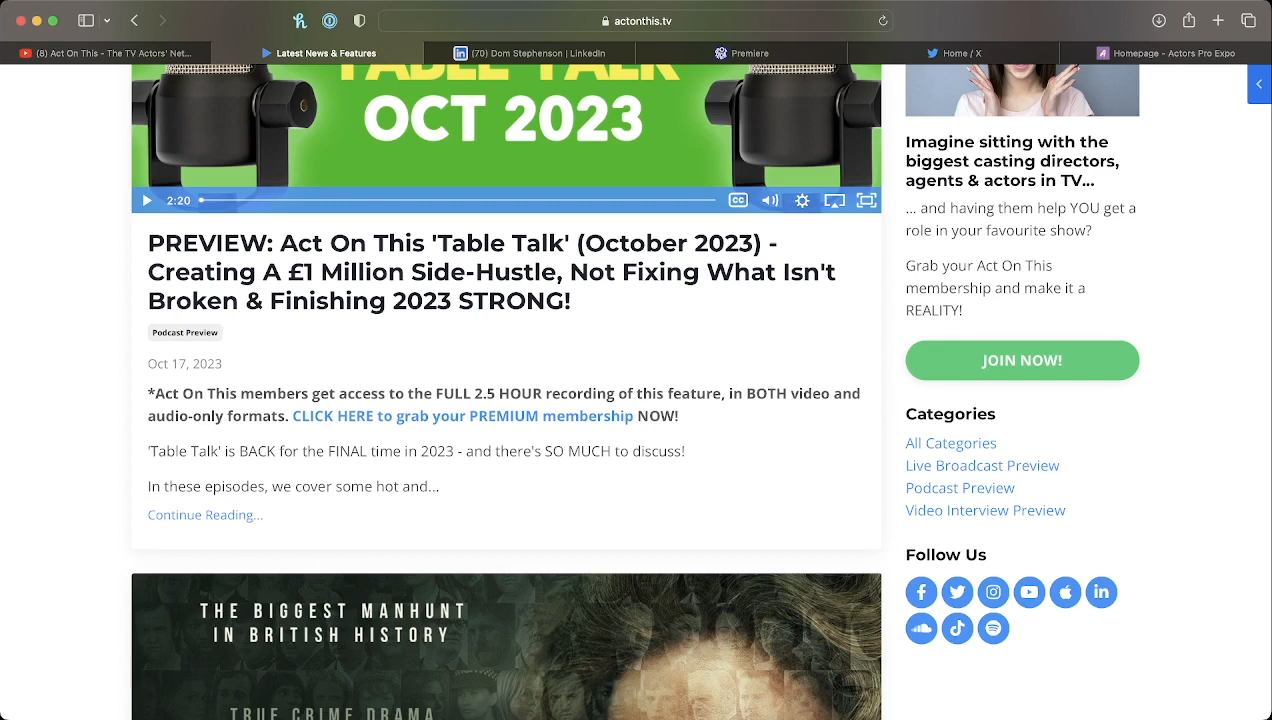 actonthis.tv
(8) Act On This - The TV Actors' Net...
Latest News & Features
(70) Dom Stephenson | LinkedIn
Premiere
Home / X
Homepage - Actors Pro Expo
TABLE TALK
OCT 2023
2:20
CC
PREVIEW: Act On This 'Table Talk' (October 2023) -
Creating A £1 Million Side-Hustle, Not Fixing What Isn't
Broken & Finishing 2023 STRONG!
Podcast Preview
Oct 17, 2023
*Act On This members get access to the FULL 2.5 HOUR recording of this feature, in BOTH video and
audio-only formats. CLICK HERE to grab your PREMIUM membership NOW!
'Table Talk' is BACK for the FINAL time in 2023 - and there's SO MUCH to discuss!
In these episodes, we cover some hot and...
Continue Reading...
THE BIGGEST MANHUNT
IN BRITISH HISTORY
TRUE CRIME DRAMA
Imagine sitting with the
biggest casting directors,
agents & actors in TV...
... and having them help YOU get a
role in your favourite show?
Grab your Act On This
membership and make it a
REALITY!
JOIN NOW!
Categories
All Categories
Live Broadcast Preview
Podcast Preview
Video Interview Preview
Follow Us